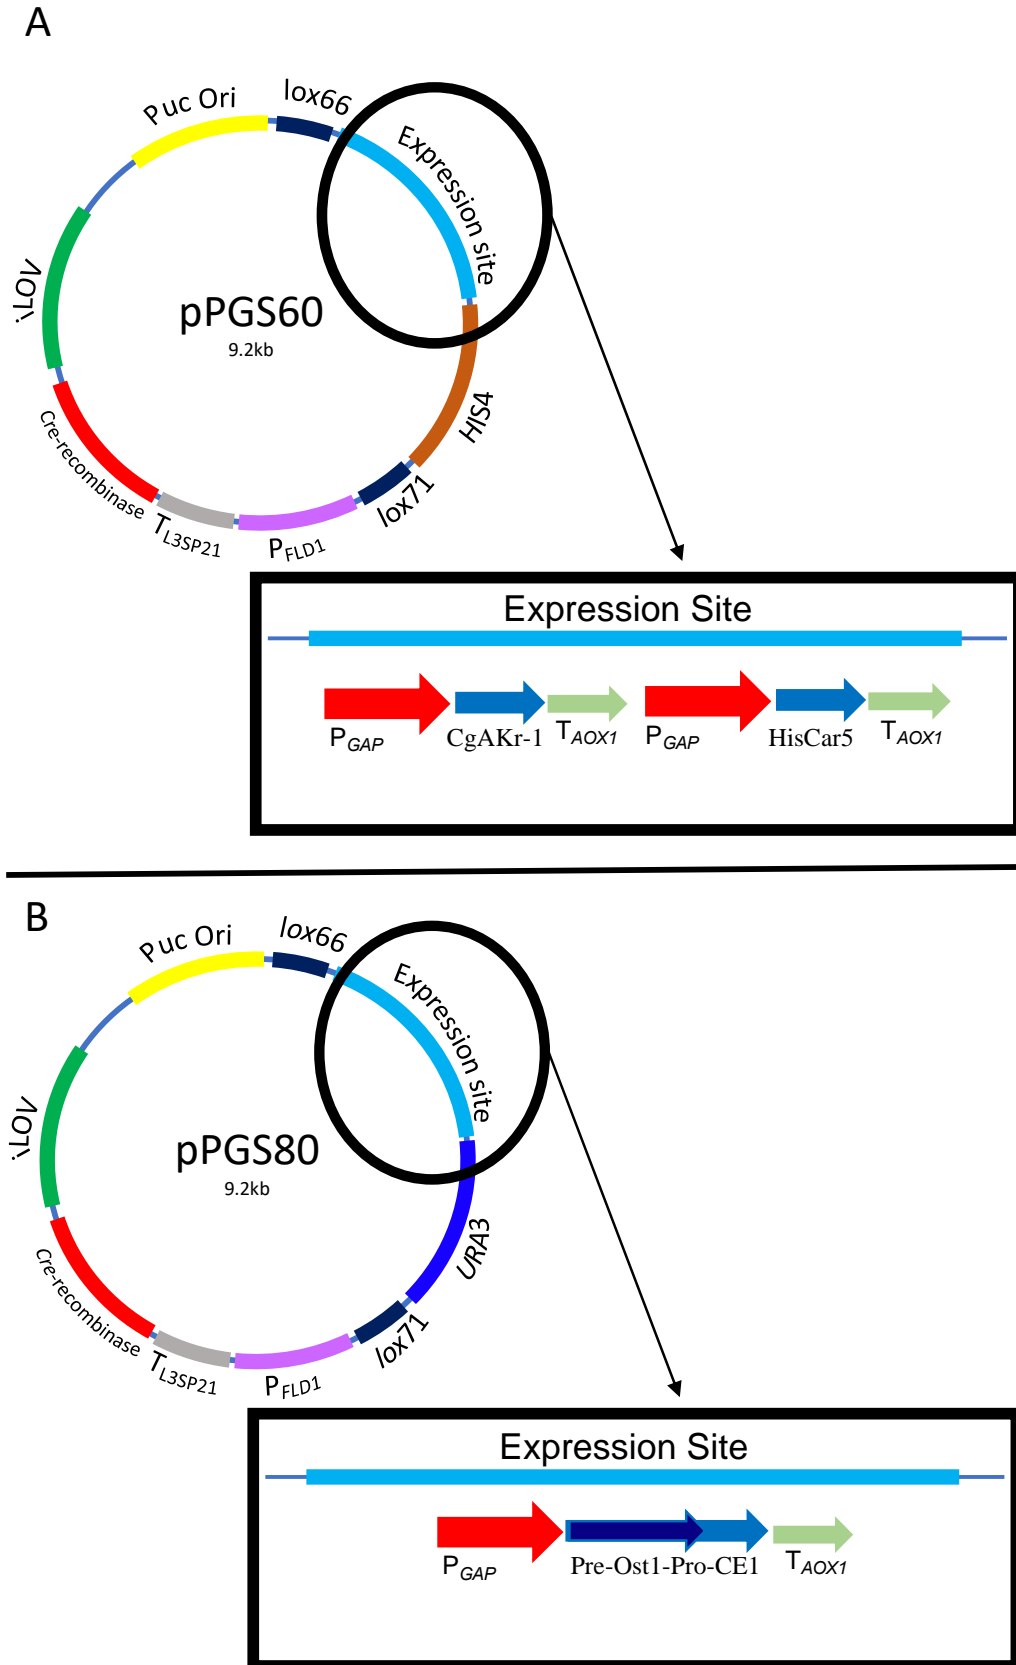 A
Puc Ori
lox66
Expression site
iLOV
pPGS60
9.2kb
HIS4
Cre-recombinase
lox71
TL3SP21
PFLD1
Expression Site
PGAP
CgAKr-1
TAOX1
PGAP
HisCar5
TAOX1
B
Puc Ori
lox66
Expression site
iLOV
pPGS80
9.2kb
URA3
Cre-recombinase
lox71
TL3SP21
PFLD1
Expression Site
PGAP
Pre-Ost1-Pro-CE1
TAOX1